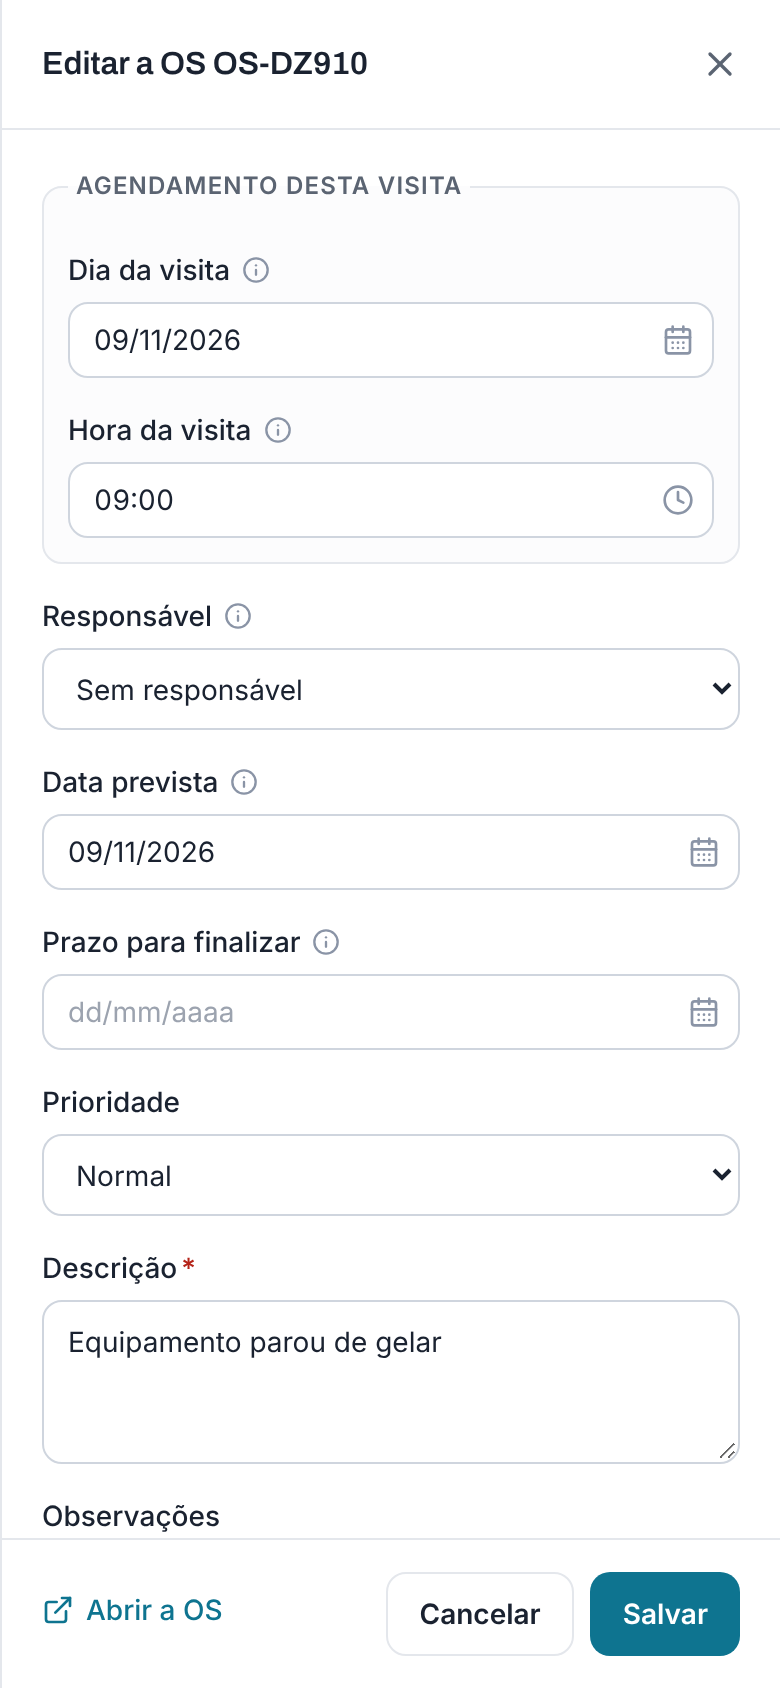 Editar a OS OS-DZ910
AGENDAMENTO DESTA VISITA
Dia da visita
09/11/2026
Hora da visita
09:00
Responsável
Sem responsável
Data prevista
09/11/2026
Prazo para finalizar
dd/mm/aaaa
Prioridade
Normal
Descrição*
Equipamento parou de gelar
Observações
Abrir a OS
Cancelar
Salvar